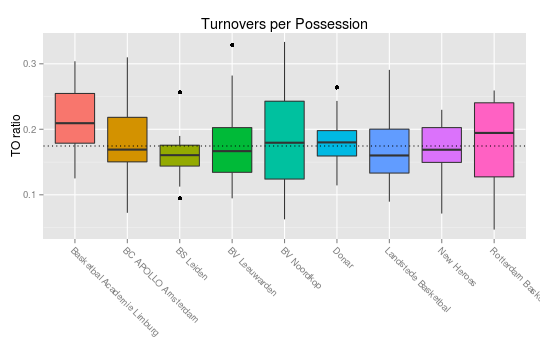 Turnovers per Possession
TO ratio
0.3
0.2
0.1
Basketbal Academie Limburg
BC APOLLO Amsterdam
BS Leiden
BV Leeuwarden
BV Noordkop
Donar
Landstede Basketbal
New Heroes
Rotterdam